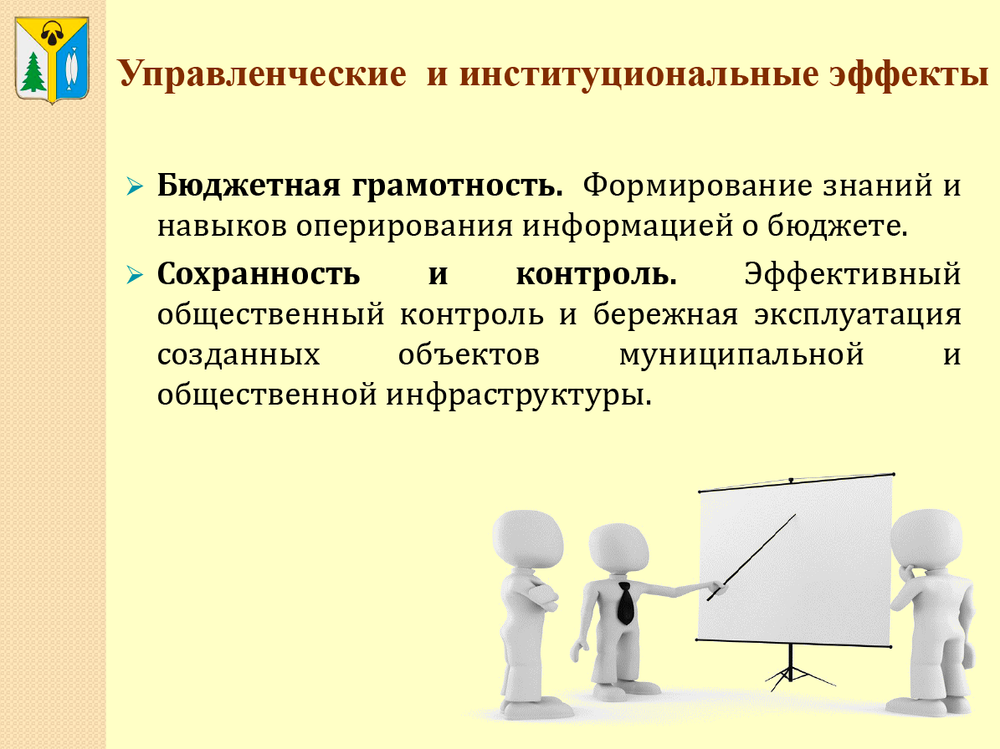 Управленческие и институциональные эффекты
Бюджетная грамотность. Формирование знаний и
навыков оперирования информацией о бюджете.
Сохранность и контроль. Эффективный
общественный контроль и бережная эксплуатация
созданных объектов муниципальной и
общественной инфраструктуры.